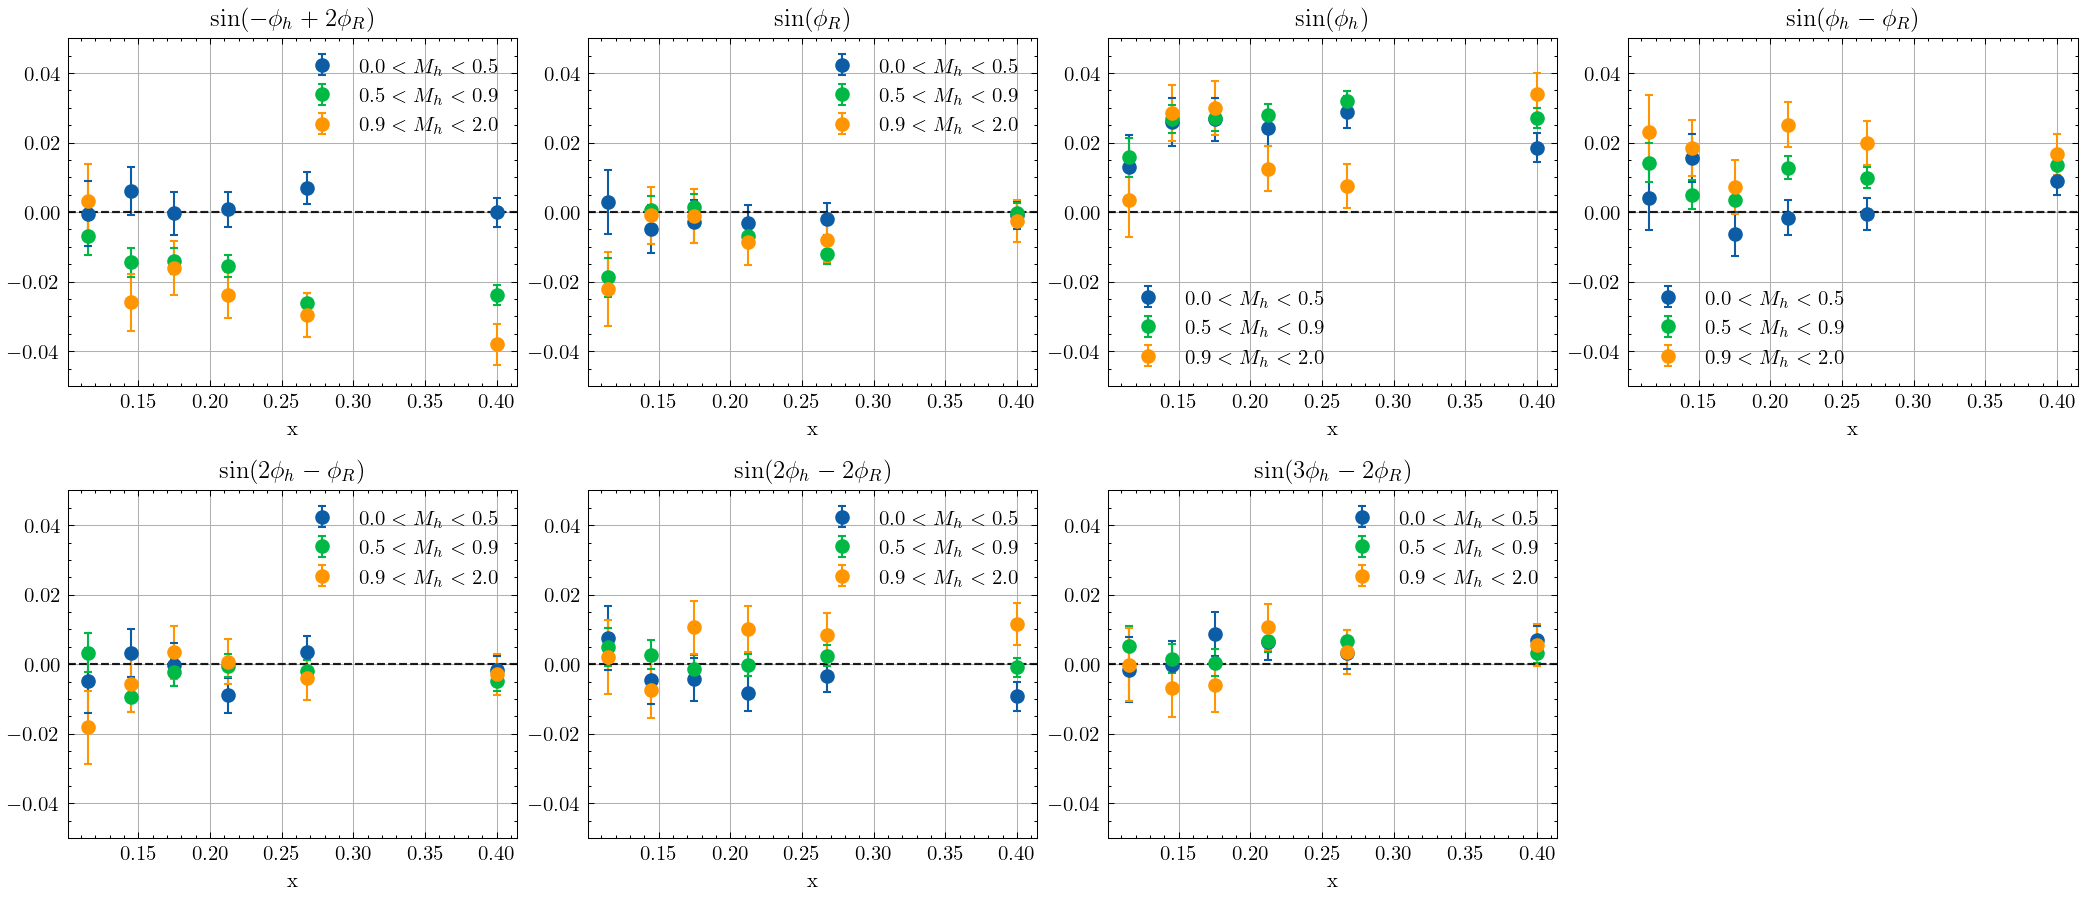 sin(−ϕ_h + 2ϕ_R)
0.04
0.02
0.00
−0.02
−0.04
0.0 < M_h < 0.5
0.5 < M_h < 0.9
0.9 < M_h < 2.0
0.15 0.20 0.25 0.30 0.35 0.40
x
sin(ϕ_R)
0.04
0.02
0.00
−0.02
−0.04
0.0 < M_h < 0.5
0.5 < M_h < 0.9
0.9 < M_h < 2.0
0.15 0.20 0.25 0.30 0.35 0.40
x
sin(ϕ_h)
0.04
0.02
0.00
−0.02
−0.04
0.0 < M_h < 0.5
0.5 < M_h < 0.9
0.9 < M_h < 2.0
0.15 0.20 0.25 0.30 0.35 0.40
x
sin(ϕ_h − ϕ_R)
0.04
0.02
0.00
−0.02
−0.04
0.0 < M_h < 0.5
0.5 < M_h < 0.9
0.9 < M_h < 2.0
0.15 0.20 0.25 0.30 0.35 0.40
x
sin(2ϕ_h − ϕ_R)
0.04
0.02
0.00
−0.02
−0.04
0.0 < M_h < 0.5
0.5 < M_h < 0.9
0.9 < M_h < 2.0
0.15 0.20 0.25 0.30 0.35 0.40
x
sin(2ϕ_h − 2ϕ_R)
0.04
0.02
0.00
−0.02
−0.04
0.0 < M_h < 0.5
0.5 < M_h < 0.9
0.9 < M_h < 2.0
0.15 0.20 0.25 0.30 0.35 0.40
x
sin(3ϕ_h − 2ϕ_R)
0.04
0.02
0.00
−0.02
−0.04
0.0 < M_h < 0.5
0.5 < M_h < 0.9
0.9 < M_h < 2.0
0.15 0.20 0.25 0.30 0.35 0.40
x